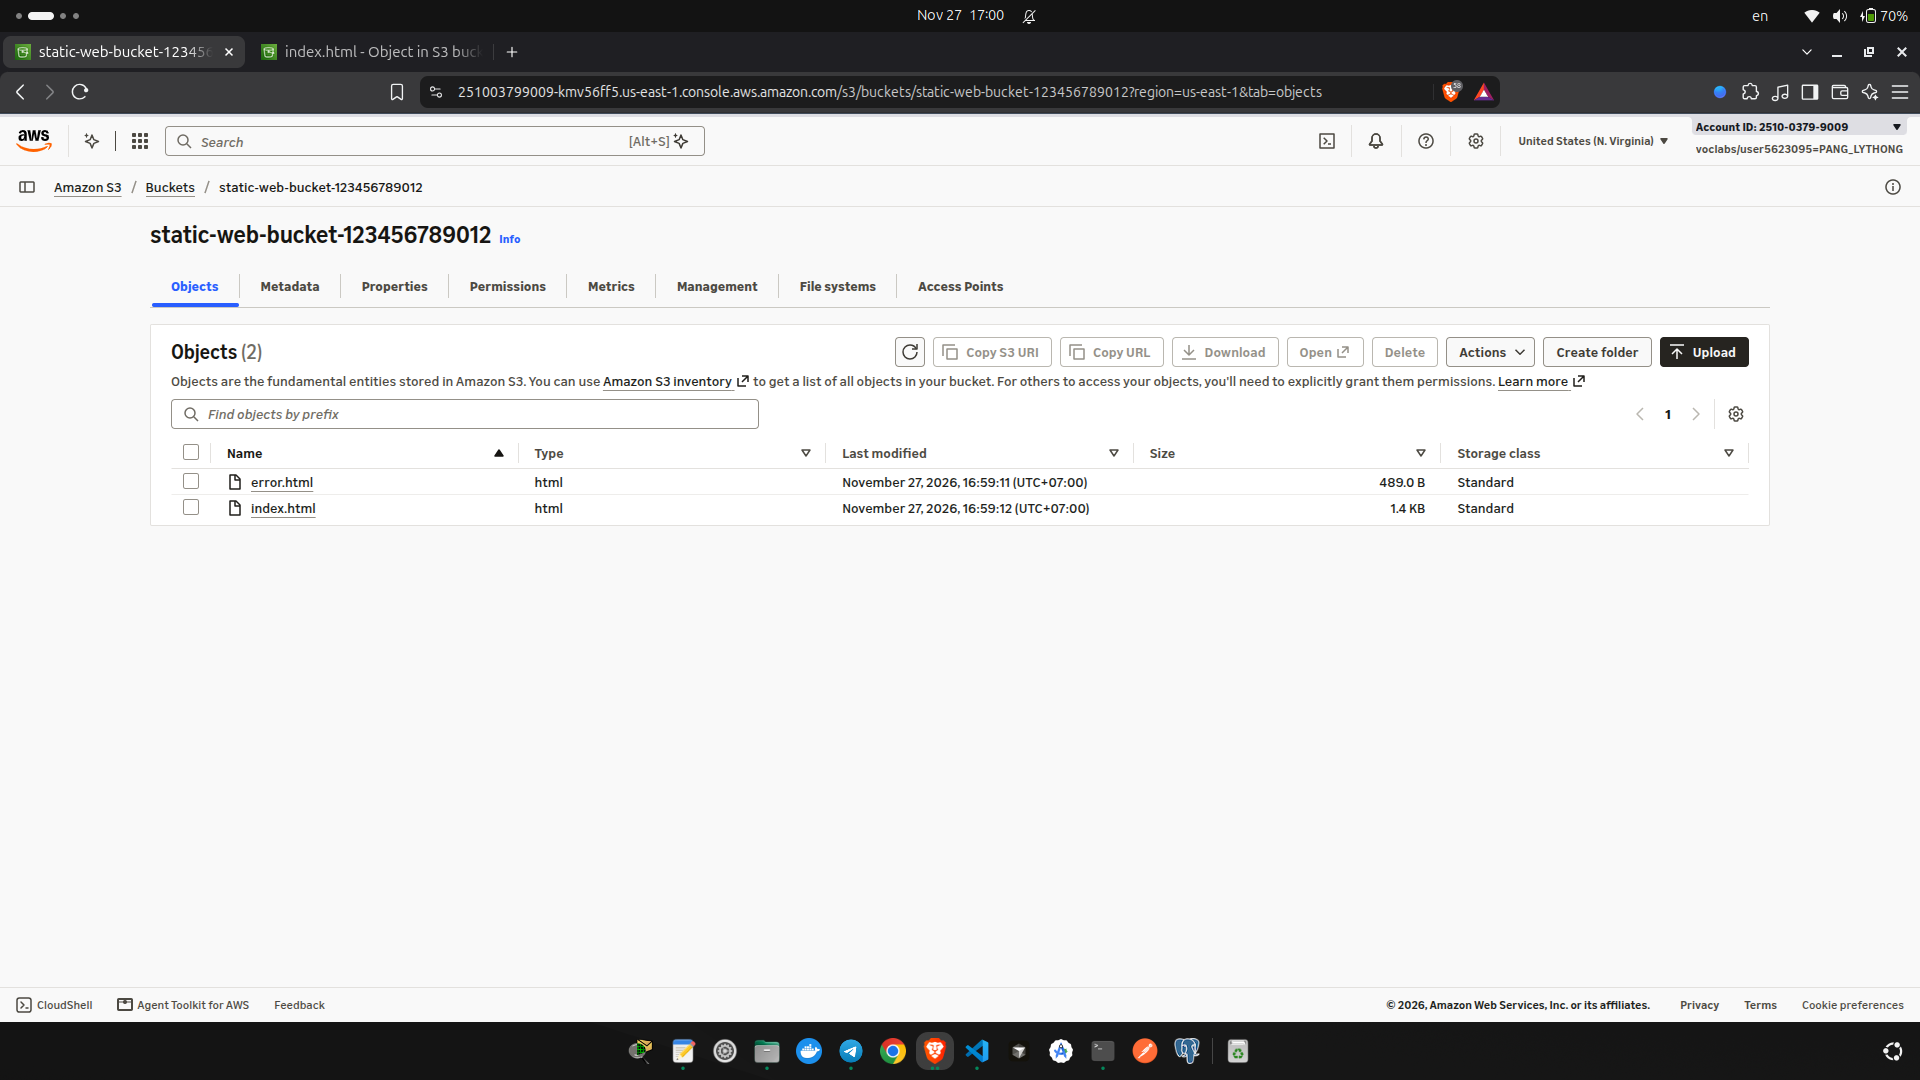 Nov 27 17:00
en
70%
static-web-bucket-123456
index.html - Object in S3 buck
251003799009-kmv56ff5.us-east-1.console.aws.amazon.com/s3/buckets/static-web-bucket-123456789012?region=us-east-1&tab=objects
58
aws
Search
[Alt+S]
United States (N. Virginia)
Account ID: 2510-0379-9009
voclabs/user5623095=PANG_LYTHONG
Amazon S3 / Buckets / static-web-bucket-123456789012
static-web-bucket-123456789012 Info
Objects
Metadata
Properties
Permissions
Metrics
Management
File systems
Access Points
Objects (2)
Copy S3 URI
Copy URL
Download
Open
Delete
Actions
Create folder
Upload
Objects are the fundamental entities stored in Amazon S3. You can use Amazon S3 inventory to get a list of all objects in your bucket. For others to access your objects, you'll need to explicitly grant them permissions. Learn more
Find objects by prefix
1
Name Type Last modified Size Storage class
error.html html November 27, 2026, 16:59:11 (UTC+07:00) 489.0 B Standard
index.html html November 27, 2026, 16:59:12 (UTC+07:00) 1.4 KB Standard
CloudShell
Agent Toolkit for AWS
Feedback
© 2026, Amazon Web Services, Inc. or its affiliates.
Privacy
Terms
Cookie preferences